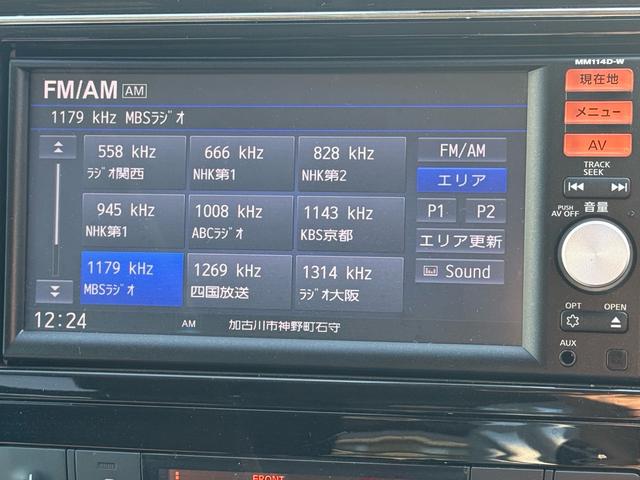 MM114D-W
FM/AM AM
1179 kHz MBSﾗｼﾞｵ
558 kHz
ﾗｼﾞｵ関西
666 kHz
NHK第1
828 kHz
NHK第2
945 kHz
NHK第1
1008 kHz
ABCﾗｼﾞｵ
1143 kHz
KBS京都
1179 kHz
MBSﾗｼﾞｵ
1269 kHz
四国放送
1314 kHz
ﾗｼﾞｵ大阪
FM/AM
エリア
P1 P2
エリア更新
Sound
12:24 AM 加古川市神野町石守
現在地
メニュー
AV
TRACK
SEEK
PUSH
AV OFF
音量
OPT OPEN
AUX
FRONT